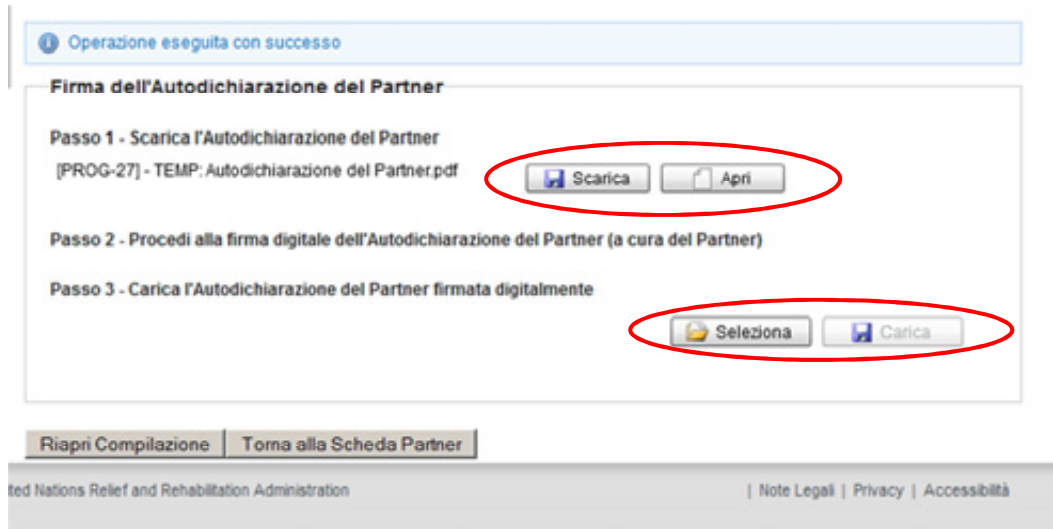 Operazione eseguita con successo
Firma dell'Autodichiarazione del Partner
Passo 1 - Scarica l'Autodichiarazione del Partner
[PROG-27] - TEMP: Autodichiarazione del Partner.pdf Scarica Apri
Passo 2 - Procedi alla firma digitale dell'Autodichiarazione del Partner (a cura del Partner)
Passo 3 - Carica l'Autodichiarazione del Partner firmata digitalmente
Seleziona Carica
Riapri Compilazione Torna alla Scheda Partner
ted Nations Relief and Rehabilitation Administration | Note Legali | Privacy | Accessibilità